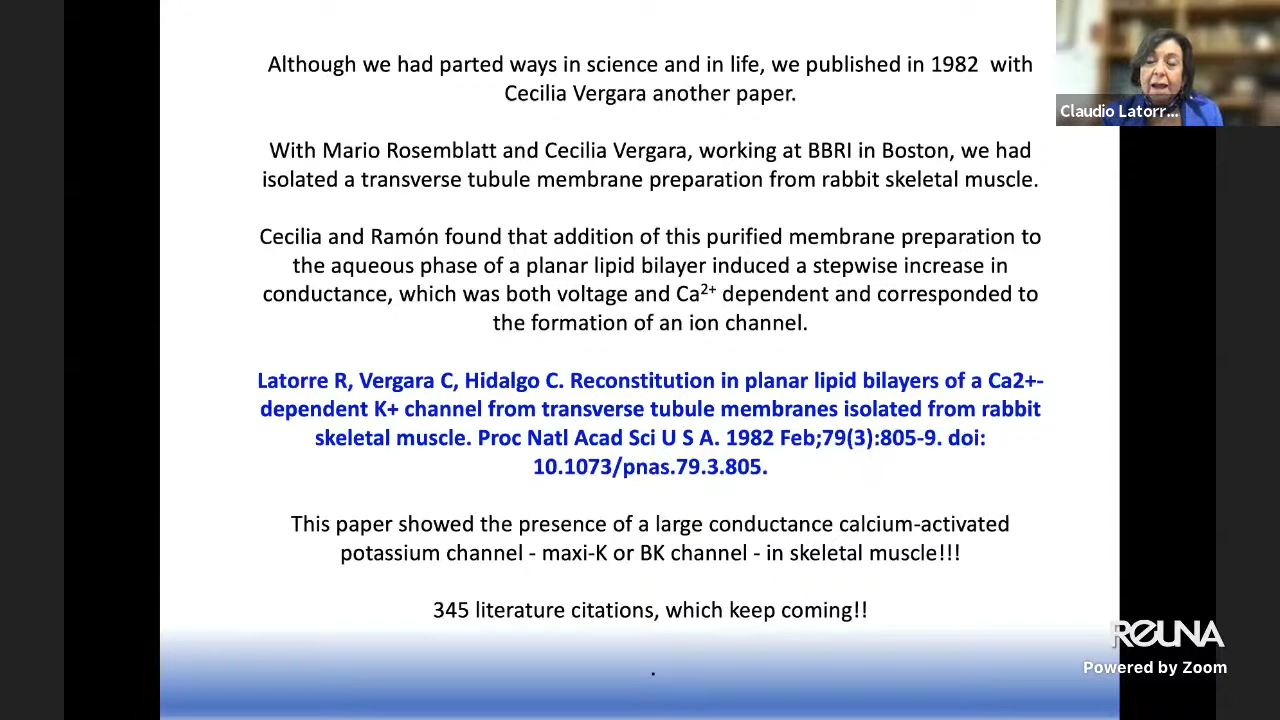 Although we had parted ways in science and in life, we published in 1982 with
Cecilia Vergara another paper.
With Mario Rosemblatt and Cecilia Vergara, working at BBRI in Boston, we had
isolated a transverse tubule membrane preparation from rabbit skeletal muscle.
Cecilia and Ramón found that addition of this purified membrane preparation to
the aqueous phase of a planar lipid bilayer induced a stepwise increase in
conductance, which was both voltage and Ca²⁺ dependent and corresponded to
the formation of an ion channel.
Latorre R, Vergara C, Hidalgo C. Reconstitution in planar lipid bilayers of a Ca2+-
dependent K+ channel from transverse tubule membranes isolated from rabbit
skeletal muscle. Proc Natl Acad Sci U S A. 1982 Feb;79(3):805-9. doi:
10.1073/pnas.79.3.805.
This paper showed the presence of a large conductance calcium-activated
potassium channel - maxi-K or BK channel - in skeletal muscle!!!
345 literature citations, which keep coming!!
.
Claudio Latorr...
REUNA
Powered by Zoom